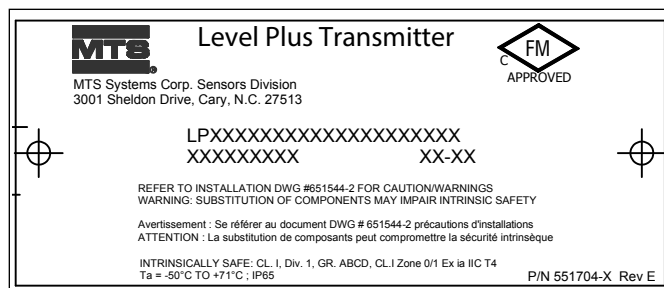 MTS
®
Level Plus Transmitter
C FM
APPROVED
MTS Systems Corp. Sensors Division
3001 Sheldon Drive, Cary, N.C. 27513
LPXXXXXXXXXXXXXXXXXXXX
XXXXXXXXX XX-XX
REFER TO INSTALLATION DWG #651544-2 FOR CAUTION/WARNINGS
WARNING: SUBSTITUTION OF COMPONENTS MAY IMPAIR INTRINSIC SAFETY
Avertissement : Se référer au document DWG # 651544-2 précautions d'installations
ATTENTION : La substitution de composants peut compromettre la sécurité intrinsèque
INTRINSICALLY SAFE: CL. I, Div. 1, GR. ABCD, CL.I Zone 0/1 Ex ia IIC T4
Ta = -50°C TO +71°C ; IP65
P/N 551704-X Rev E